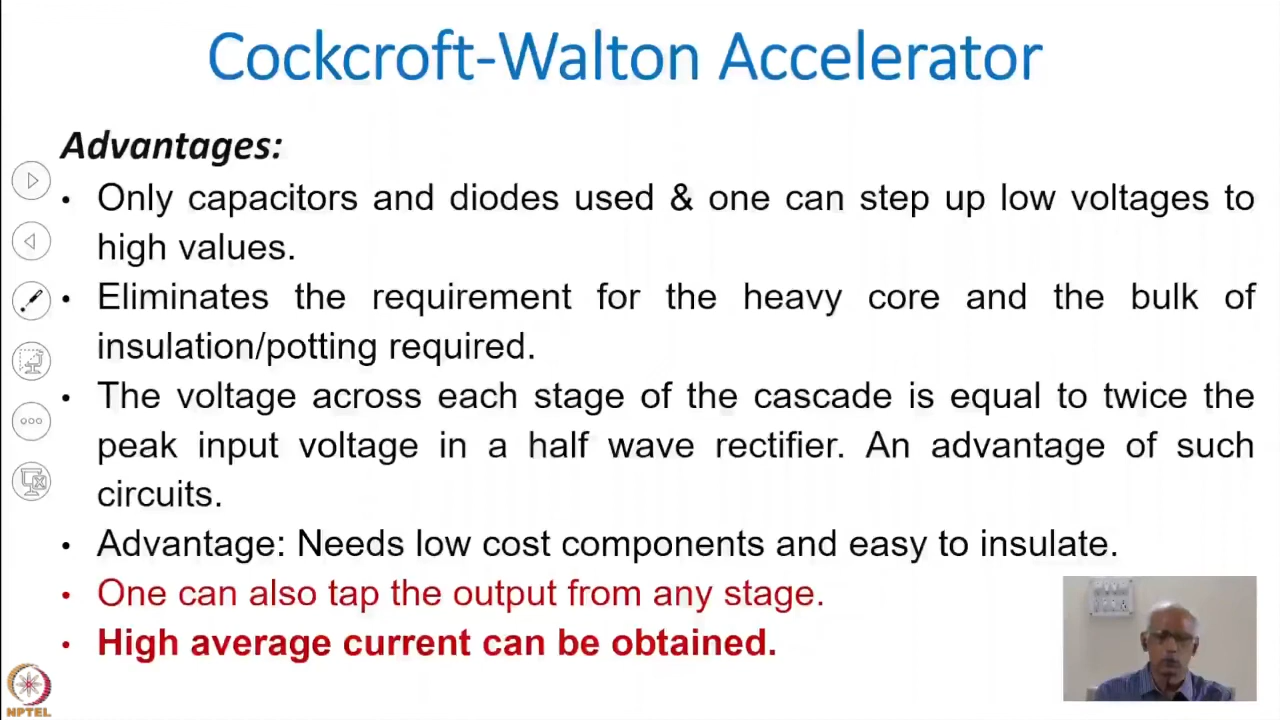 Cockcroft-Walton Accelerator
Advantages:
• Only capacitors and diodes used & one can step up low voltages to
high values.
• Eliminates the requirement for the heavy core and the bulk of
insulation/potting required.
• The voltage across each stage of the cascade is equal to twice the
peak input voltage in a half wave rectifier. An advantage of such
circuits.
• Advantage: Needs low cost components and easy to insulate.
• One can also tap the output from any stage.
• High average current can be obtained.
NPTEL